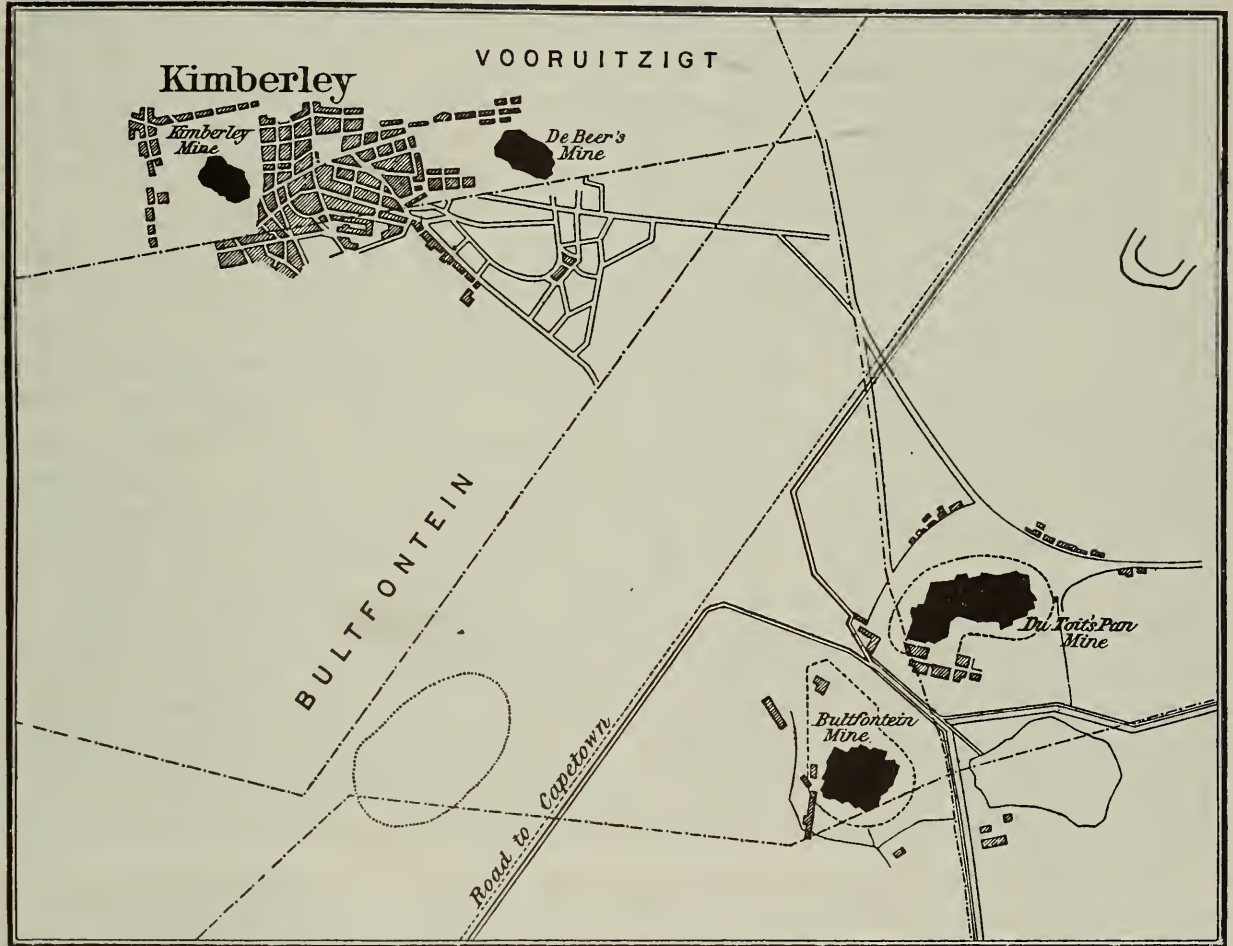 VOORUITZIGT
Kimberley
Kimberley
Mine
De Beer's
Mine
BULTFONTEIN
Du Toit's Pan
Mine
Bultfontein
Mine.
Road to Capetown